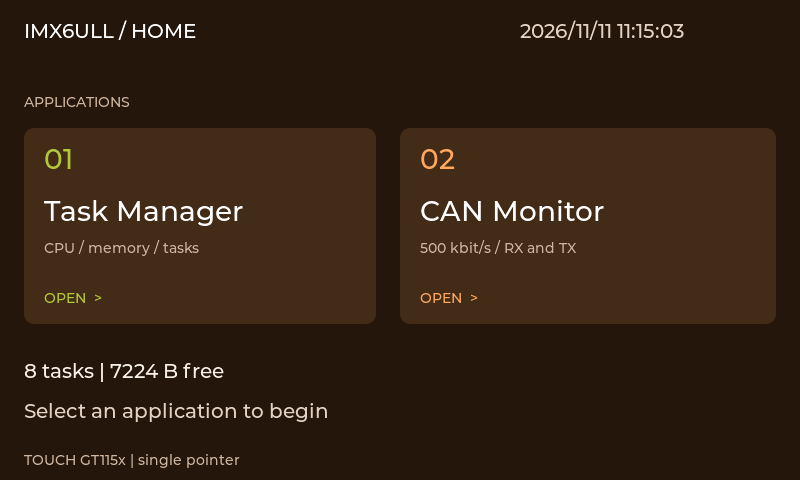 IMX6ULL / HOME
2026/11/11 11:15:03
APPLICATIONS
01
Task Manager
CPU / memory / tasks
OPEN >
02
CAN Monitor
500 kbit/s / RX and TX
OPEN >
8 tasks | 7224 B free
Select an application to begin
TOUCH GT115x | single pointer